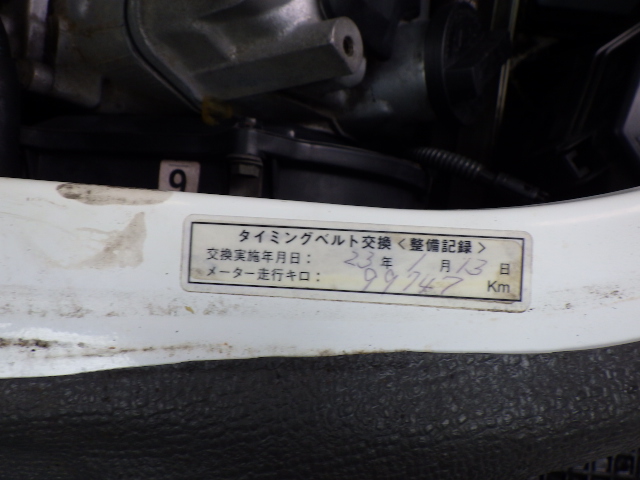 9
タイミングベルト交換＜整備記録＞
交換実施年月日： 23年 1月 13日
メーター走行キロ： 99747 Km